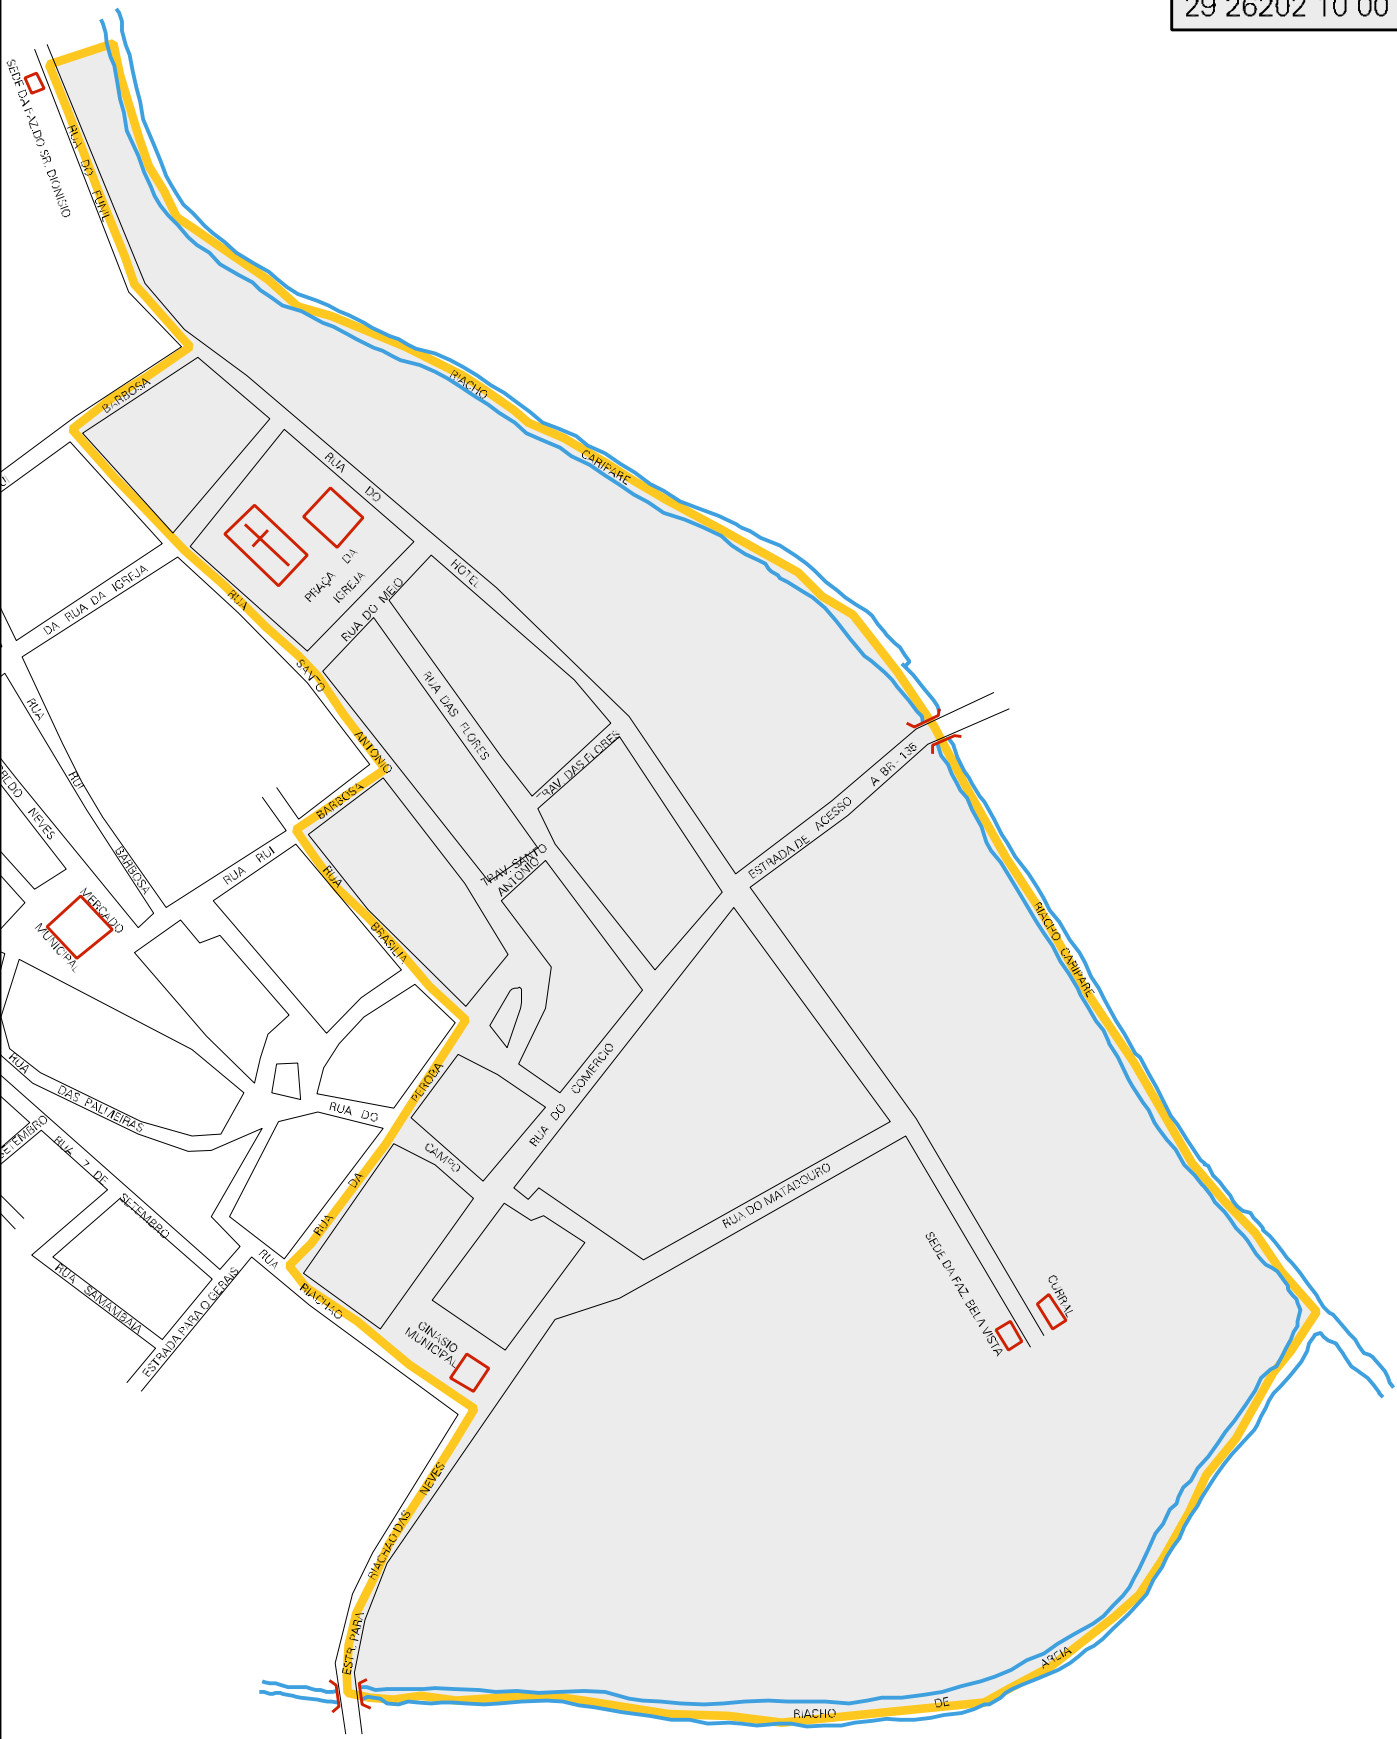 29 26202 10 00
SEDE DA FAZ.DO SR. DIONISIO
RUA DO FUNIL
BARBOSA
RIACHO
CARIPARE
RUA DO
HOTEL
PRAÇA DA
IGREJA
RUA DO MEIO
DA RUA DA IGREJA
RUA
SANTO
ANTONIO
RUA DAS FLORES
TRAV. DAS FLORES
RUA
RUI
BARBOSA
NEVES
BARBOSA
RUA RUI
RUA
BRASILIA
TRAV. SANTO
ANTONIO
ESTRADA DE ACESSO A BR - 135
MERCADO
MUNICIPAL
RIACHO CARIPARE
RUA
DAS PALMEIRAS
RUA DO
CAMPO
RUA DO COMERCIO
RUA DA PEROBA
RUA 7 DE SETEMBRO
SETEMBRO
RUA DO MATADOURO
RUA SAMAMBAIA
ESTRADA PARA O GERAIS
RUA
RIACHAO
SEDE DA FAZ. BELA VISTA
CURRAL
GINASIO
MUNICIPAL
ESTR. PARA RIACHAO DAS NEVES
RIACHO DE AREIA